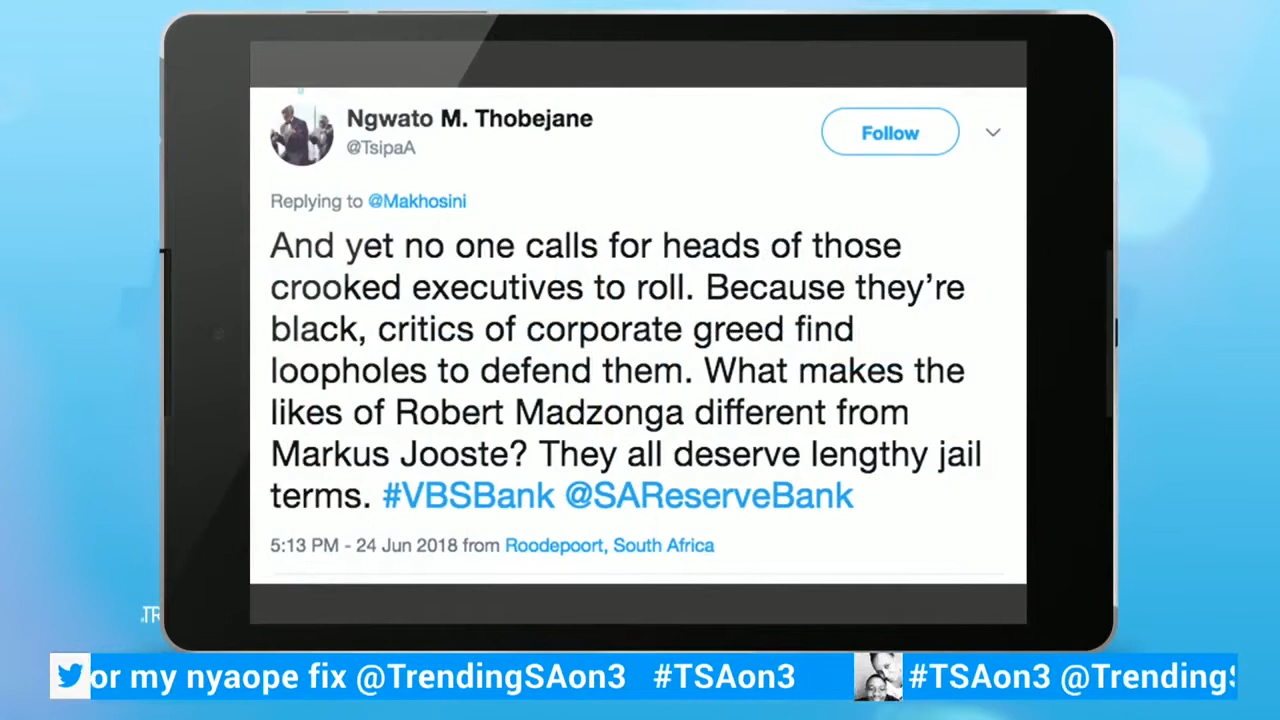 Ngwato M. Thobejane
@TsipaA
Follow
Replying to @Makhosini
And yet no one calls for heads of those
crooked executives to roll. Because they're
black, critics of corporate greed find
loopholes to defend them. What makes the
likes of Robert Madzonga different from
Markus Jooste? They all deserve lengthy jail
terms. #VBSBank @SAReserveBank
5:13 PM - 24 Jun 2018 from Roodepoort, South Africa
or my nyaope fix @TrendingSAon3 #TSAon3 #TSAon3 @Trending